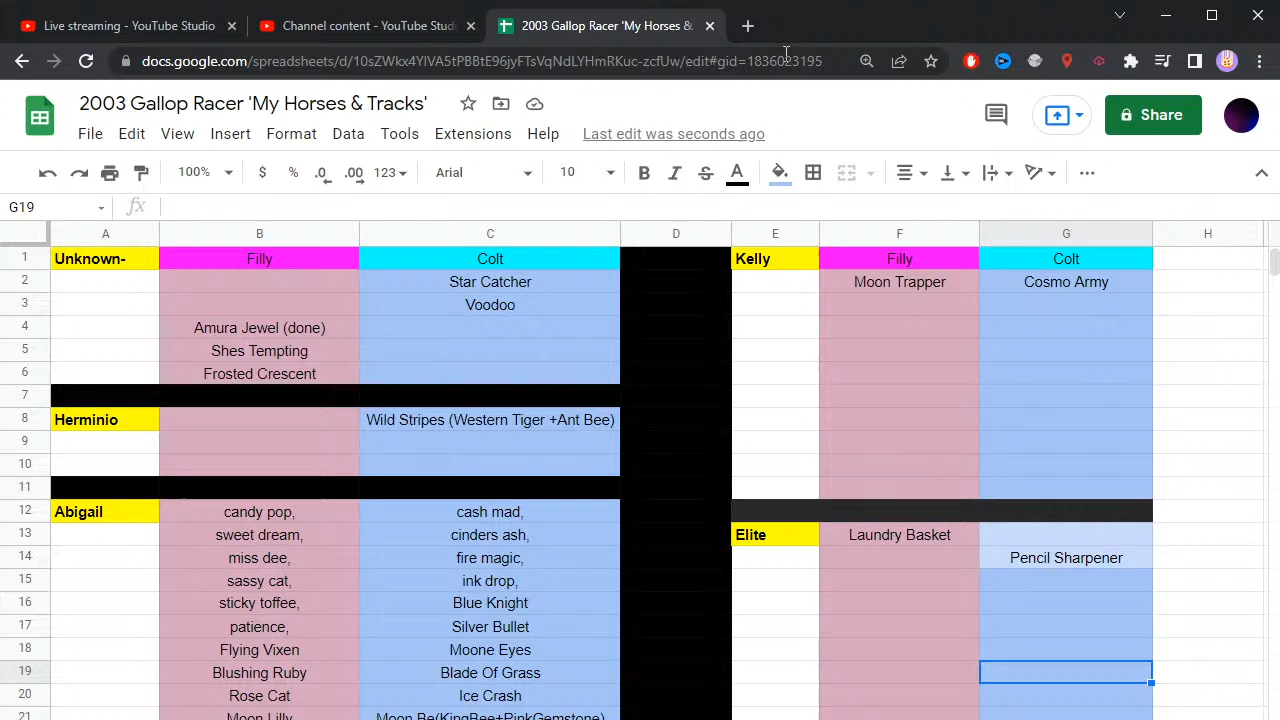 Live streaming - YouTube Studio
Channel content - YouTube Stud
2003 Gallop Racer 'My Horses &
docs.google.com/spreadsheets/d/10sZWkx4YlVA5tPBBtE96jyFTsVqNdLYHmRKuc-zcfUw/edit#gid=1836023195
2003 Gallop Racer 'My Horses & Tracks'
File Edit View Insert Format Data Tools Extensions Help Last edit was seconds ago
Share
100% $ % .0 .00 123 Arial 10 B I S A
G19 fx
A B C D E F G H
1 Unknown- Filly Colt Kelly Filly Colt
2 Star Catcher Moon Trapper Cosmo Army
3 Voodoo
4 Amura Jewel (done)
5 Shes Tempting
6 Frosted Crescent
7
8 Herminio Wild Stripes (Western Tiger +Ant Bee)
9
10
11
12 Abigail candy pop, cash mad,
13 sweet dream, cinders ash, Elite Laundry Basket
14 miss dee, fire magic, Pencil Sharpener
15 sassy cat, ink drop,
16 sticky toffee, Blue Knight
17 patience, Silver Bullet
18 Flying Vixen Moone Eyes
19 Blushing Ruby Blade Of Grass
20 Rose Cat Ice Crash
21 Moon Lilly Moon Be(KingBee+PinkGemstone)